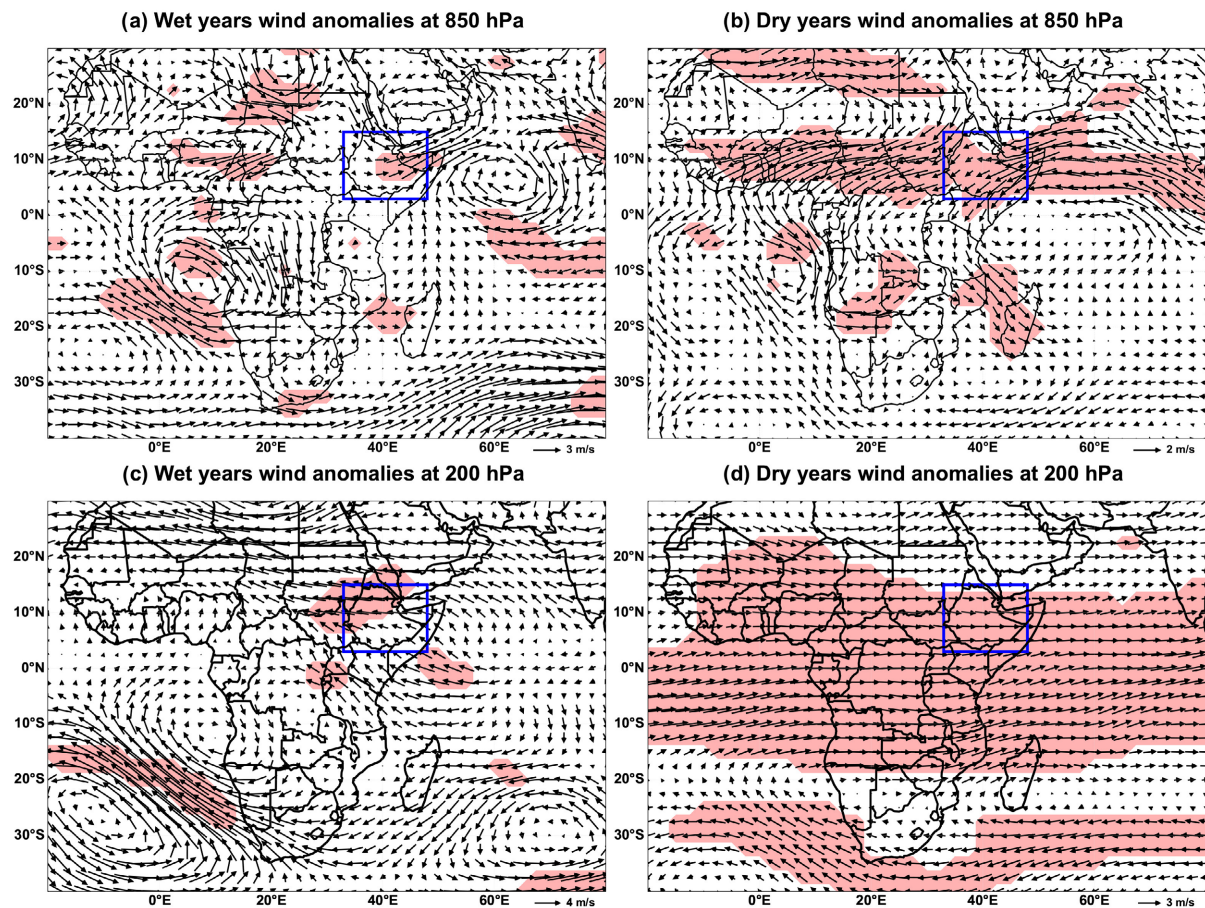 (a) Wet years wind anomalies at 850 hPa
(b) Dry years wind anomalies at 850 hPa
20°N
10°N
0°N
10°S
20°S
30°S
0°E
20°E
40°E
60°E
3 m/s
20°N
10°N
0°N
10°S
20°S
30°S
0°E
20°E
40°E
60°E
2 m/s
(c) Wet years wind anomalies at 200 hPa
(d) Dry years wind anomalies at 200 hPa
20°N
10°N
0°N
10°S
20°S
30°S
0°E
20°E
40°E
60°E
4 m/s
20°N
10°N
0°N
10°S
20°S
30°S
0°E
20°E
40°E
60°E
3 m/s